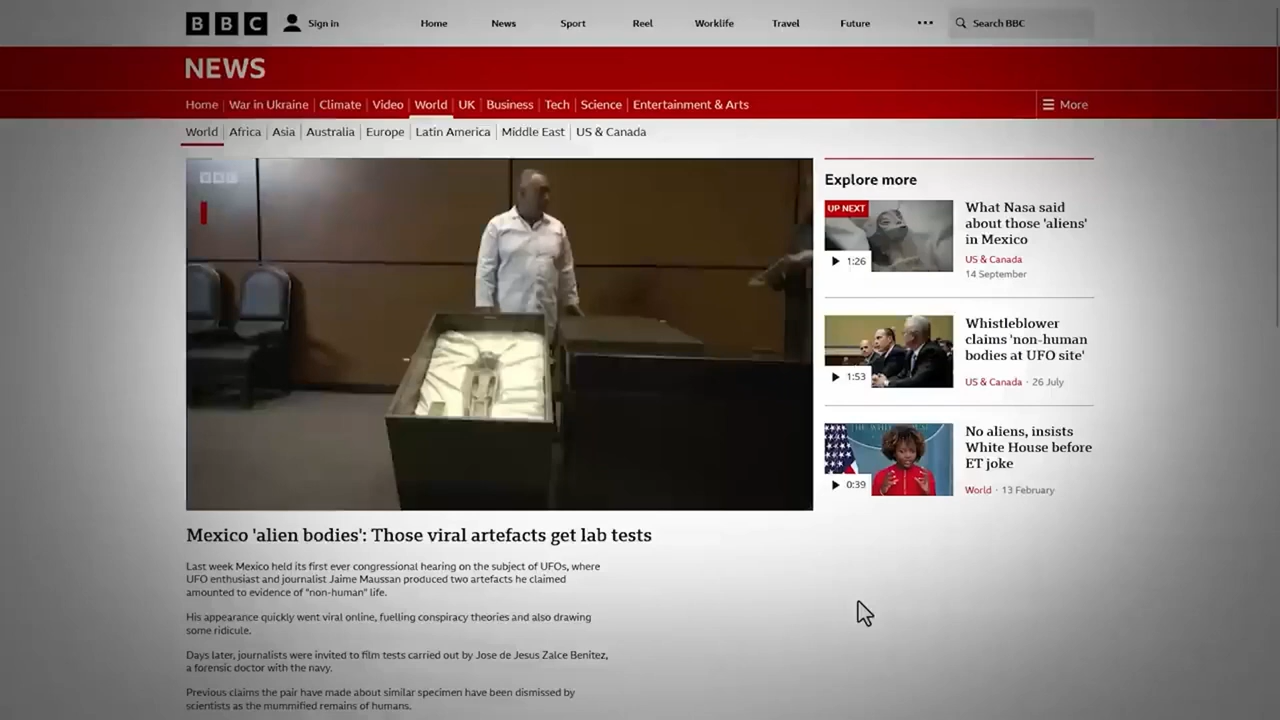 BBC Sign in Home News Sport Reel Worklife Travel Future ••• Search BBC
NEWS
Home War in Ukraine Climate Video World UK Business Tech Science Entertainment & Arts More
World Africa Asia Australia Europe Latin America Middle East US & Canada
BBC
Explore more
UP NEXT
1:26
What Nasa said
about those 'aliens'
in Mexico
US & Canada
14 September
1:53
Whistleblower
claims 'non-human
bodies at UFO site'
US & Canada · 26 July
0:39
No aliens, insists
White House before
ET joke
World · 13 February
Mexico 'alien bodies': Those viral artefacts get lab tests
Last week Mexico held its first ever congressional hearing on the subject of UFOs, where
UFO enthusiast and journalist Jaime Maussan produced two artefacts he claimed
amounted to evidence of "non-human" life.
His appearance quickly went viral online, fuelling conspiracy theories and also drawing
some ridicule.
Days later, journalists were invited to film tests carried out by Jose de Jesus Zalce Benitez,
a forensic doctor with the navy.
Previous claims the pair have made about similar specimen have been dismissed by
scientists as the mummified remains of humans.